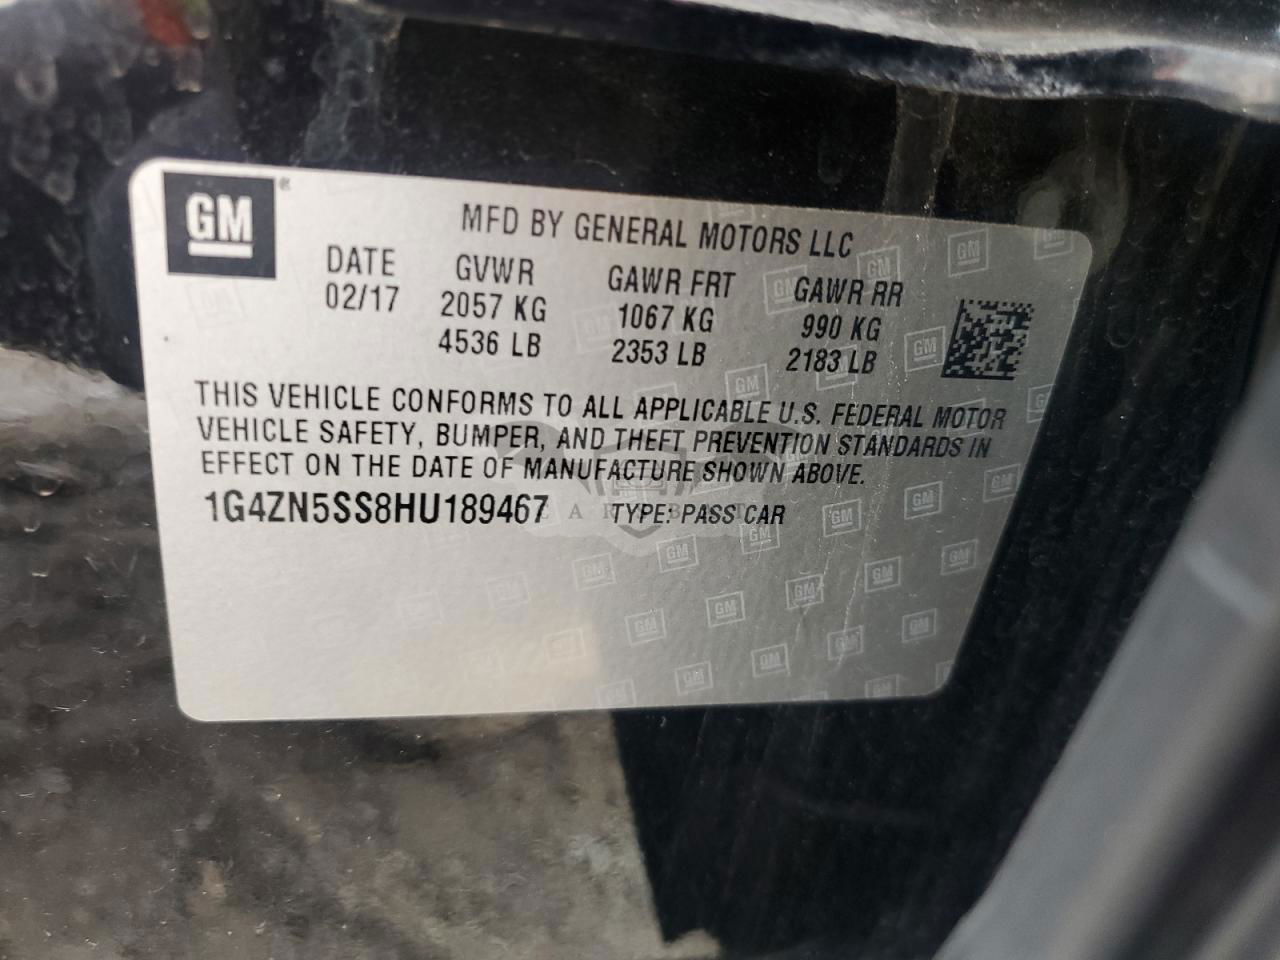 GM
MFD BY GENERAL MOTORS LLC
DATE GVWR GAWR FRT GAWR RR
02/17 2057 KG 1067 KG 990 KG
4536 LB 2353 LB 2183 LB
THIS VEHICLE CONFORMS TO ALL APPLICABLE U.S. FEDERAL MOTOR
VEHICLE SAFETY, BUMPER, AND THEFT PREVENTION STANDARDS IN
EFFECT ON THE DATE OF MANUFACTURE SHOWN ABOVE.
1G4ZN5SS8HU189467 TYPE: PASS CAR